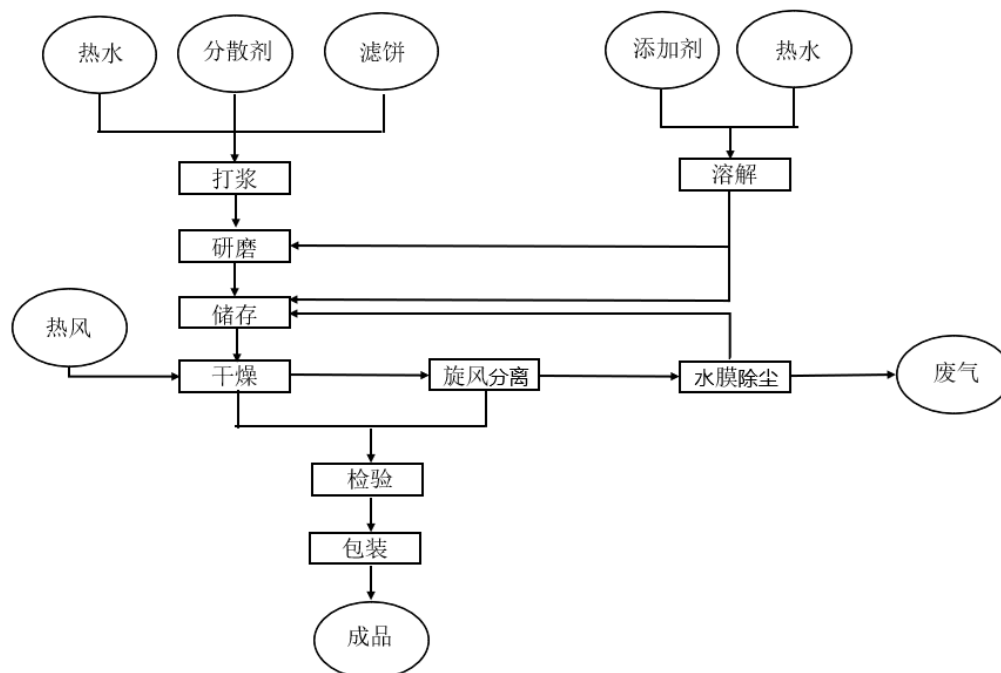 热水
分散剂
滤饼
添加剂
热水
打浆
溶解
研磨
储存
热风
干燥
旋风分离
水膜除尘
废气
检验
包装
成品